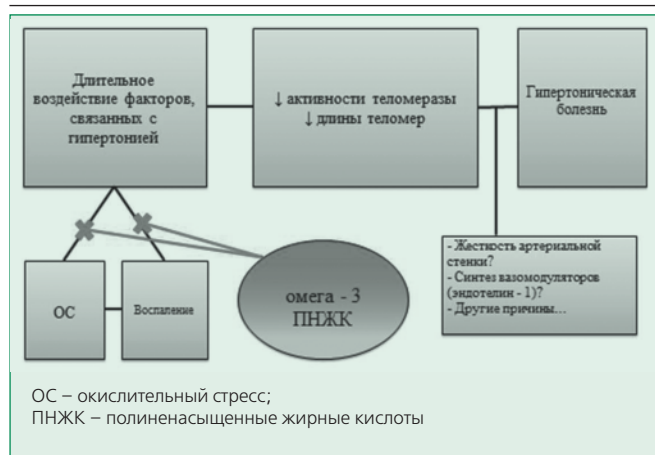 Длительное
воздействие факторов,
связанных с
гипертонией
↓ активности теломеразы
↓ длины теломер
Гипертоническая
болезнь
ОС
Воспаление
омега - 3
ПНЖК
- Жесткость артериальной
стенки?
- Синтез вазомодуляторов
(эндотелин - 1)?
- Другие причины...
ОС – окислительный стресс;
ПНЖК – полиненасыщенные жирные кислоты